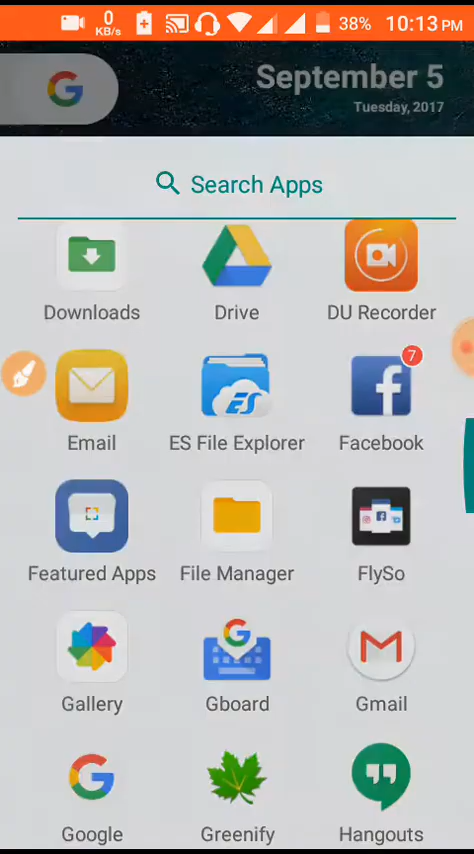 0 KB/s 38% 10:13 PM
September 5
Tuesday, 2017
Search Apps
Downloads Drive DU Recorder
7
Email ES File Explorer Facebook
Featured Apps File Manager FlySo
Gallery Gboard Gmail
Google Greenify Hangouts